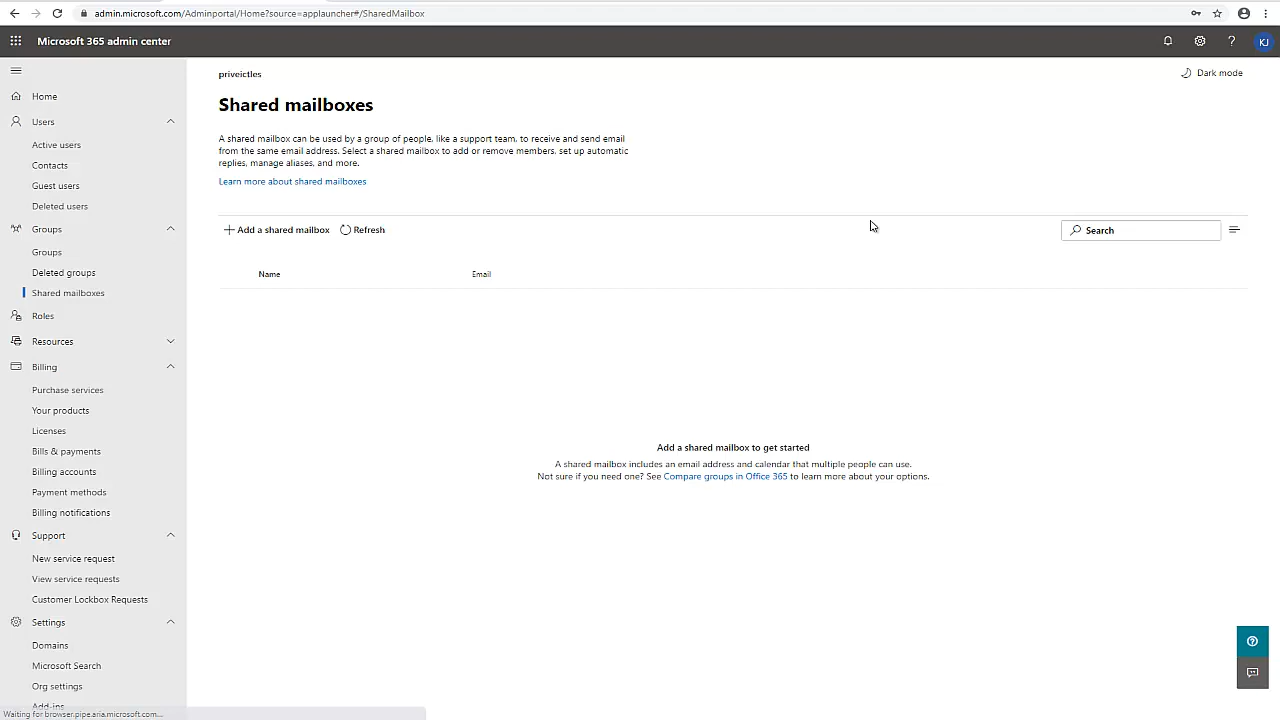 admin.microsoft.com/Adminportal/Home?source=applauncher#/SharedMailbox
Microsoft 365 admin center
?
KJ
priveictles
Dark mode
Home
Users
Active users
Contacts
Guest users
Deleted users
Groups
Groups
Deleted groups
Shared mailboxes
Roles
Resources
Billing
Purchase services
Your products
Licenses
Bills & payments
Billing accounts
Payment methods
Billing notifications
Support
New service request
View service requests
Customer Lockbox Requests
Settings
Domains
Microsoft Search
Org settings
Add-ins
Shared mailboxes
A shared mailbox can be used by a group of people, like a support team, to receive and send email
from the same email address. Select a shared mailbox to add or remove members, set up automatic
replies, manage aliases, and more.
Learn more about shared mailboxes
Add a shared mailbox Refresh
Search
Name Email
Add a shared mailbox to get started
A shared mailbox includes an email address and calendar that multiple people can use.
Not sure if you need one? See Compare groups in Office 365 to learn more about your options.
Waiting for browser.pipe.aria.microsoft.com...